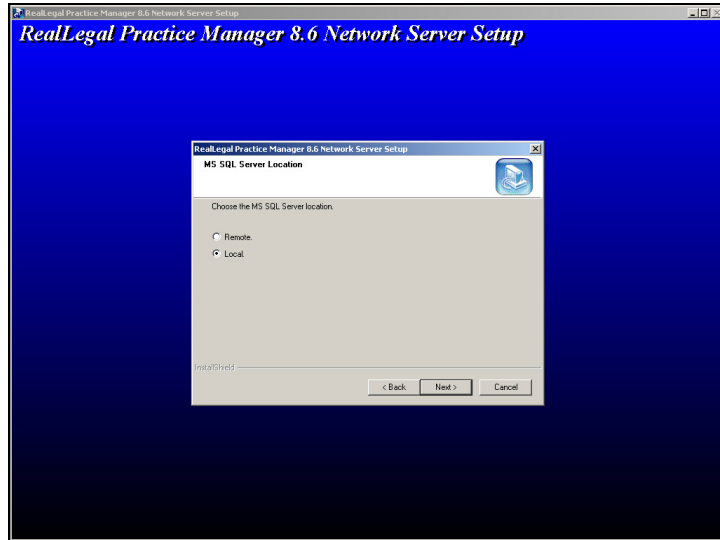 RealLegal Practice Manager 8.6 Network Server Setup
RealLegal Practice Manager 8.6 Network Server Setup
RealLegal Practice Manager 8.6 Network Server Setup
MS SQL Server Location
Choose the MS SQL Server location.
Remote.
Local.
InstallShield
< Back Next > Cancel